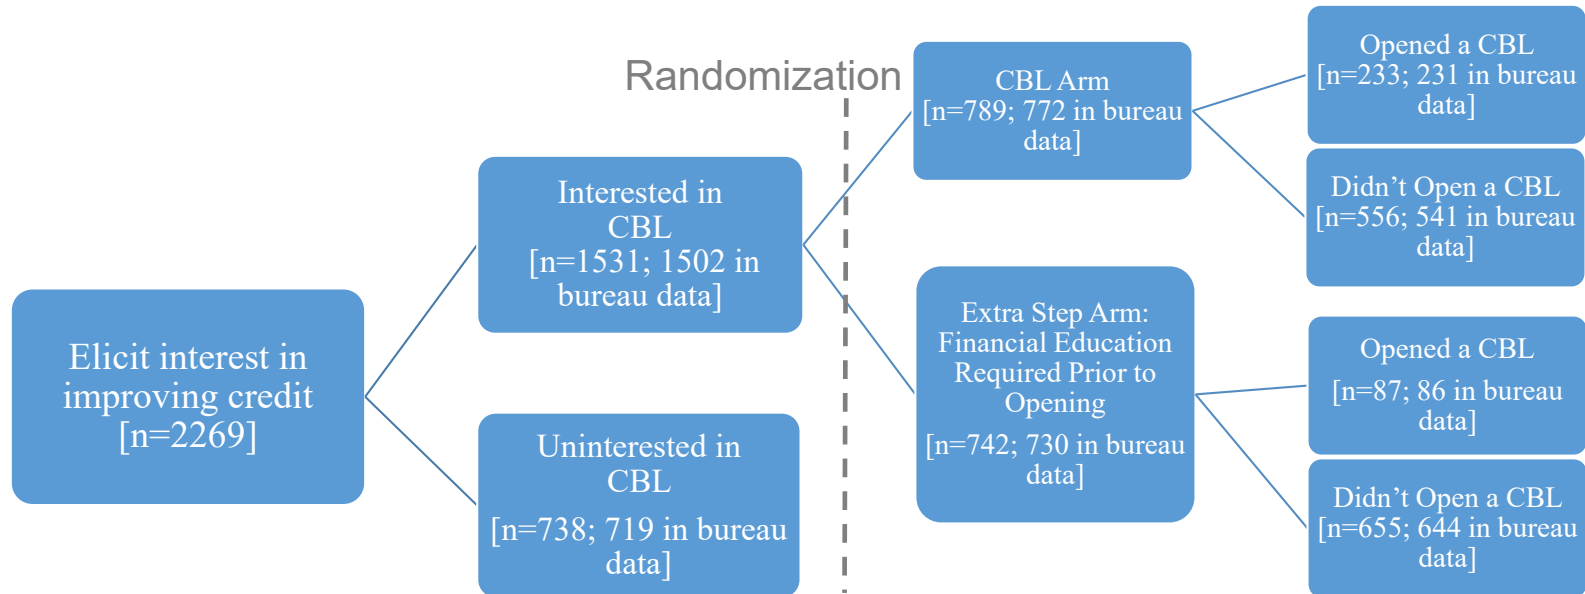 Randomization
Elicit interest in
improving credit
[n=2269]
Interested in
CBL
[n=1531; 1502 in
bureau data]
Uninterested in
CBL
[n=738; 719 in bureau
data]
CBL Arm
[n=789; 772 in bureau
data]
Extra Step Arm:
Financial Education
Required Prior to
Opening
[n=742; 730 in bureau
data]
Opened a CBL
[n=233; 231 in bureau
data]
Didn’t Open a CBL
[n=556; 541 in bureau
data]
Opened a CBL
[n=87; 86 in bureau
data]
Didn’t Open a CBL
[n=655; 644 in bureau
data]